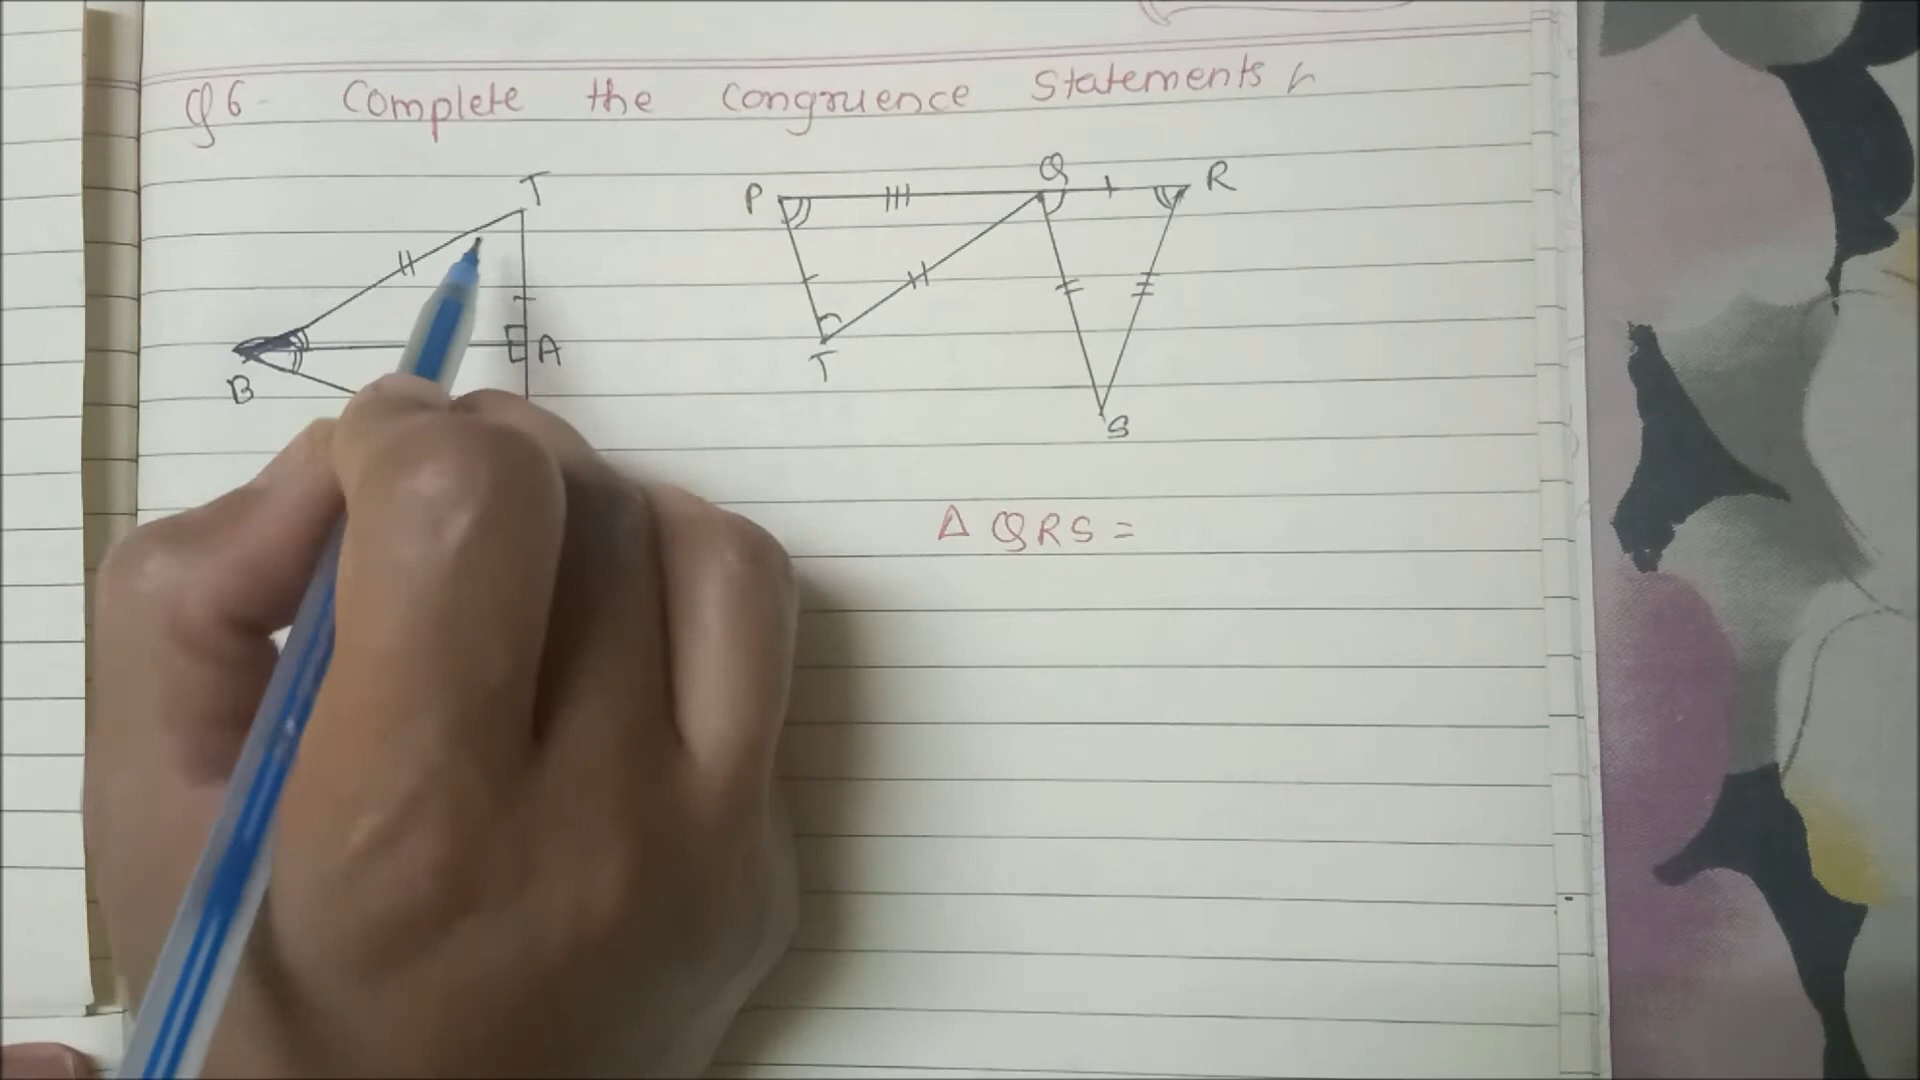 Q6- Complete the congruence statements
T
A
B
P
Q
R
T
S
Δ QRS =